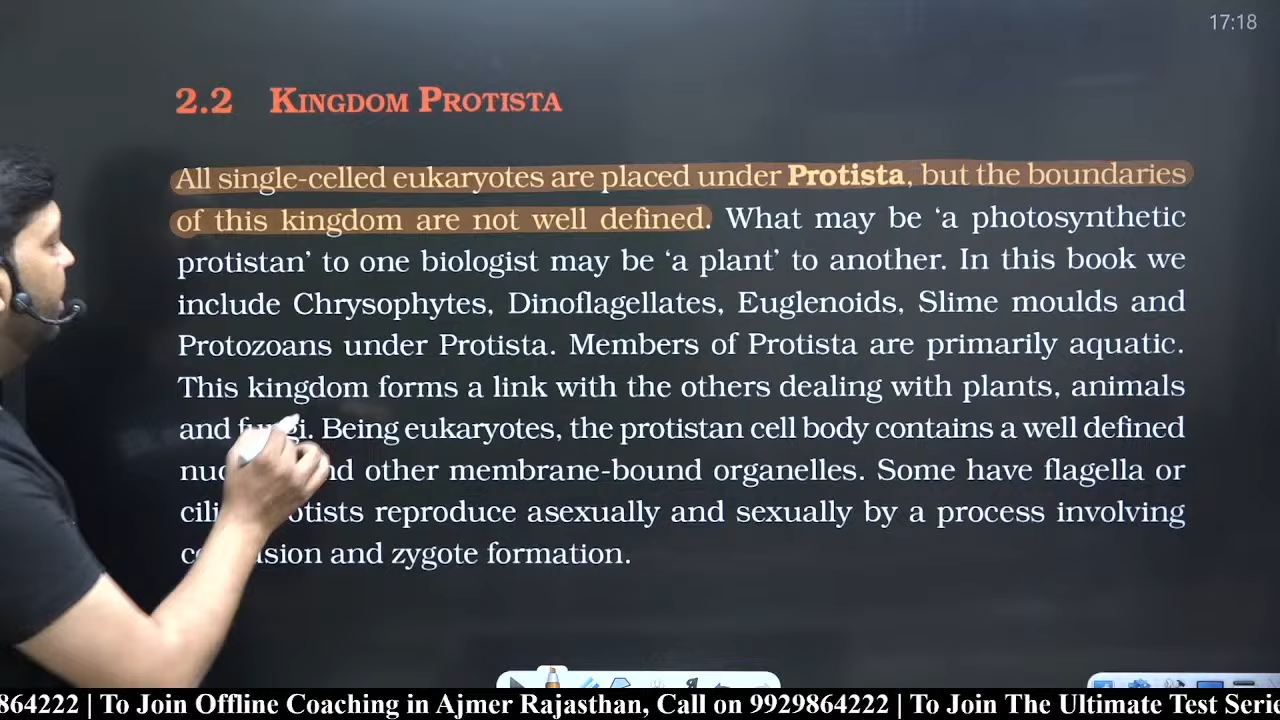 17:18
2.2 KINGDOM PROTISTA
All single-celled eukaryotes are placed under Protista, but the boundaries
of this kingdom are not well defined. What may be ‘a photosynthetic
protistan’ to one biologist may be ‘a plant’ to another. In this book we
include Chrysophytes, Dinoflagellates, Euglenoids, Slime moulds and
Protozoans under Protista. Members of Protista are primarily aquatic.
This kingdom forms a link with the others dealing with plants, animals
and fungi. Being eukaryotes, the protistan cell body contains a well defined
and other membrane-bound organelles. Some have flagella or
reproduce asexually and sexually by a process involving
and zygote formation.
864222 | To Join Offline Coaching in Ajmer Rajasthan, Call on 9929864222 | To Join The Ultimate Test